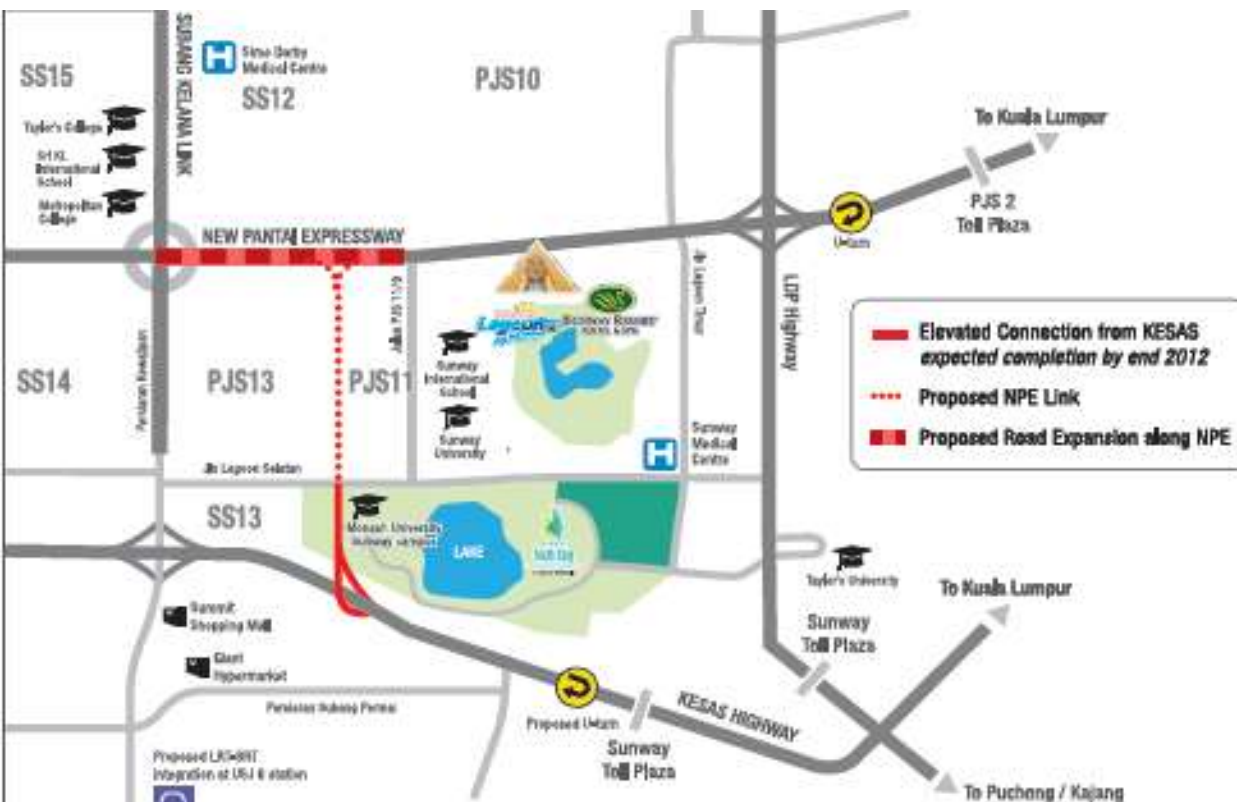 SS15
SUBANG KELANA LINK
Sime Darby
Medical Centre
SS12
PJS10
Taylor's College
Sri KL
International
School
Metropolitan
College
To Kuala Lumpur
PJS 2
Toll Plaza
U-turn
NEW PANTAI EXPRESSWAY
Jalan PJS 11/9
Jln Lagoon Timur
LDP Highway
Lagoon
SS14
PJS13
PJS11
Sunway
International
School
Sunway
University
Sunway
Medical
Centre
Elevated Connection from KESAS
expected completion by end 2012
Proposed NPE Link
Proposed Road Expansion along NPE
Jln Lagoon Selatan
SS13
Monash University
LAKE
Taylor's University
To Kuala Lumpur
Summit
Shopping Mall
Giant
Hypermarket
Sunway
Toll Plaza
Persiaran Subang Permai
Proposed U-turn
KESAS HIGHWAY
Sunway
Toll Plaza
Proposed LRT-BRT
integration at USJ 6 station
To Puchong / Kajang